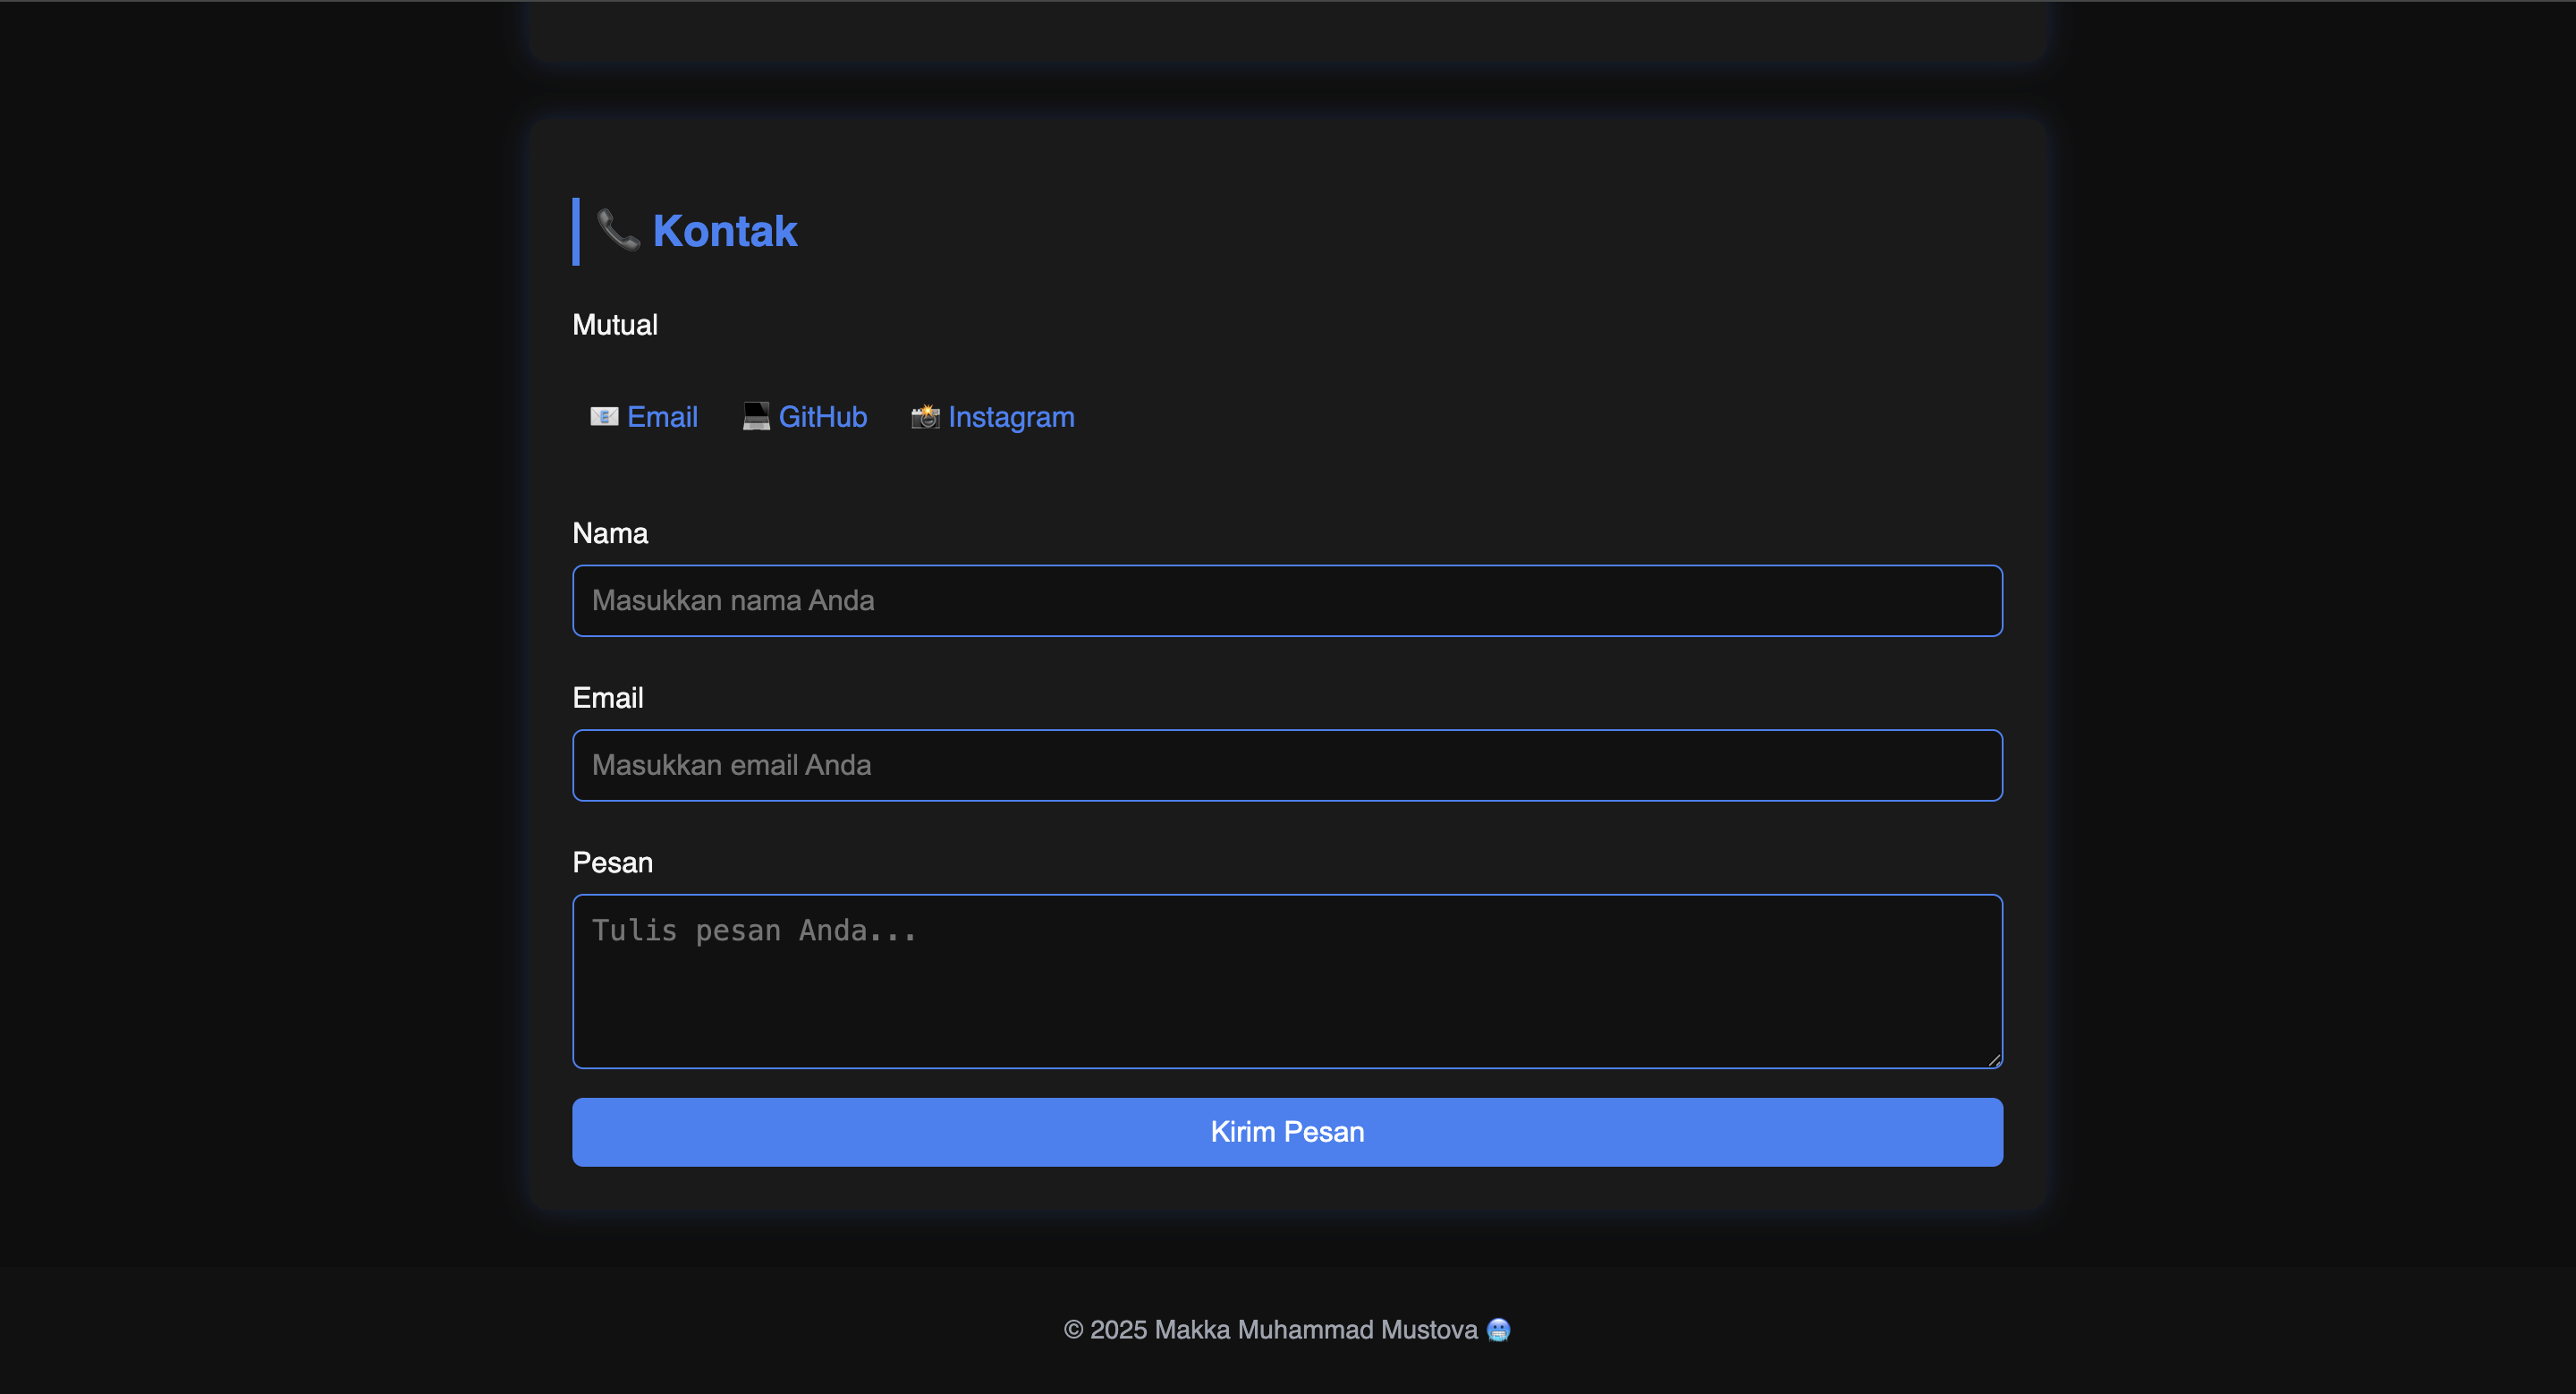 📞 Kontak
Mutual
📧 Email 💻 GitHub 📸 Instagram
Nama
Masukkan nama Anda
Email
Masukkan email Anda
Pesan
Tulis pesan Anda...
Kirim Pesan
© 2025 Makka Muhammad Mustova 🥶